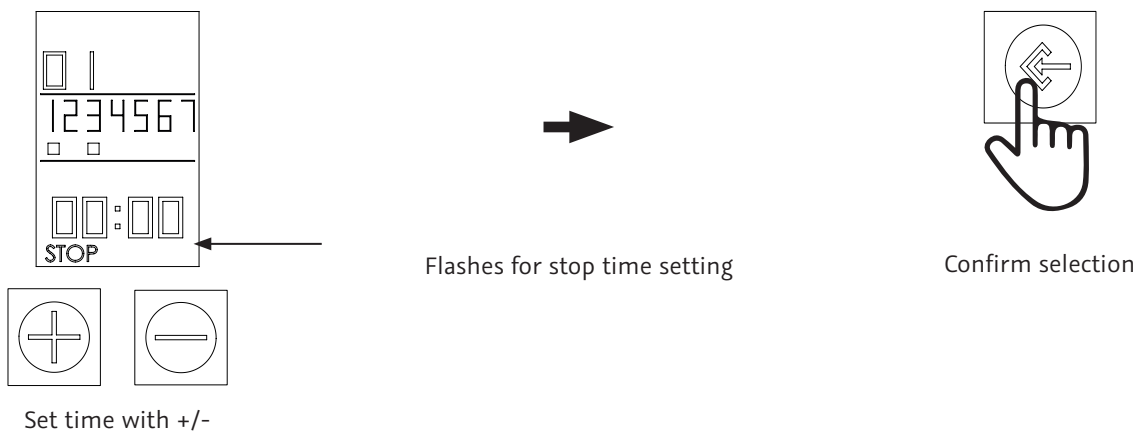 01
1234567
00:00
STOP
Flashes for stop time setting
Confirm selection
Set time with +/-